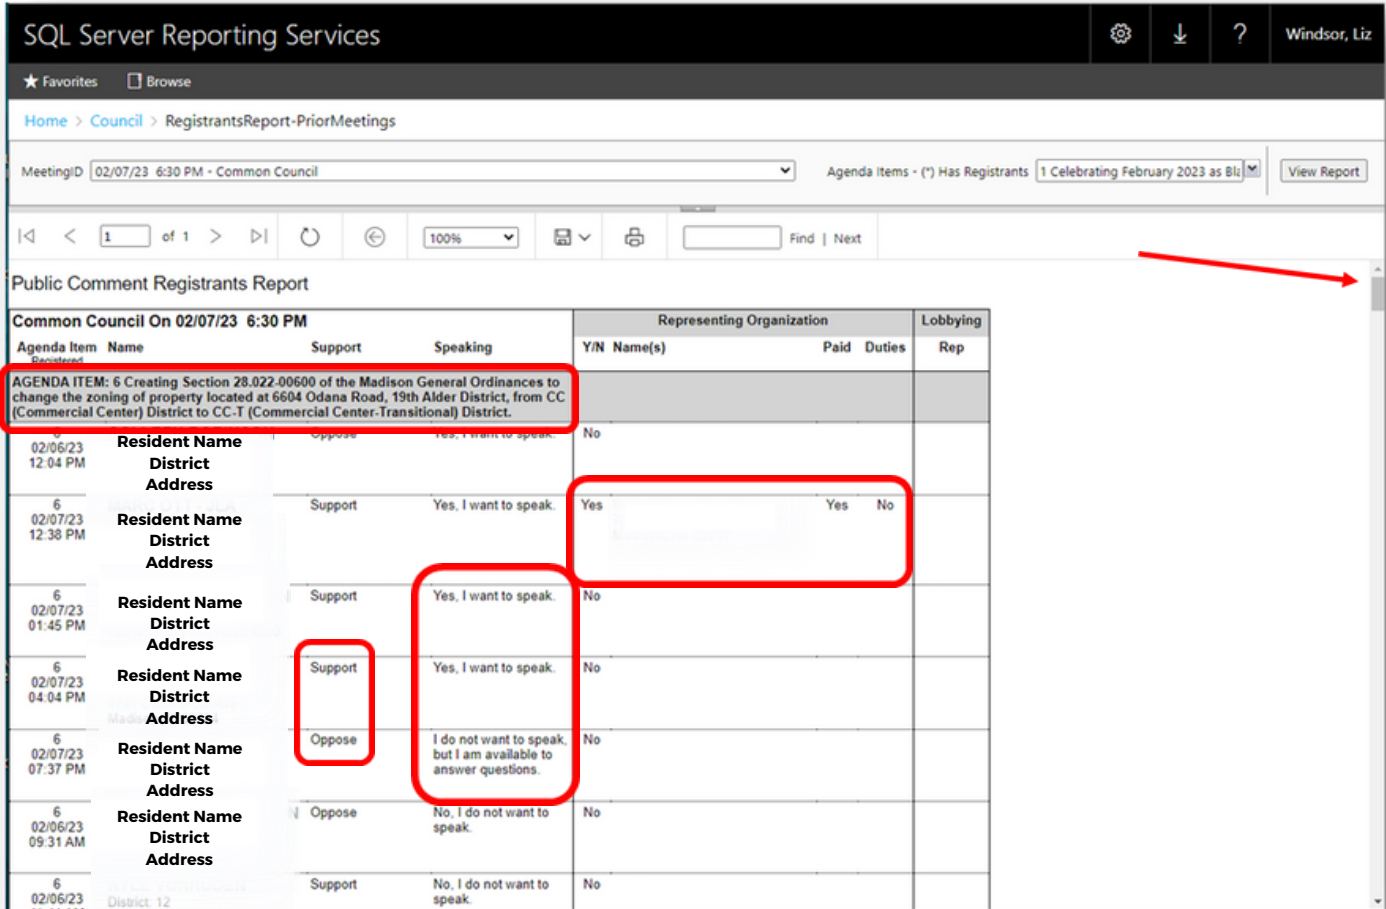 SQL Server Reporting Services
?
Windsor, Liz
Favorites Browse
Home > Council > RegistrantsReport-PriorMeetings
MeetingID 02/07/23 6:30 PM - Common Council Agenda Items - (*) Has Registrants 1 Celebrating February 2023 as Bla View Report
1 of 1 100% Find | Next
Public Comment Registrants Report
Common Council On 02/07/23 6:30 PM Representing Organization Lobbying
Agenda Item Name Support Speaking Y/N Name(s) Paid Duties Rep
Registered
AGENDA ITEM: 6 Creating Section 28.022-00600 of the Madison General Ordinances to
change the zoning of property located at 6604 Odana Road, 19th Alder District, from CC
(Commercial Center) District to CC-T (Commercial Center-Transitional) District.
6 Oppose Yes, I want to speak. No
02/06/23 Resident Name
12:04 PM District
Address
6 Support Yes, I want to speak. Yes Yes No
02/07/23 Resident Name
12:38 PM District
Address
6 Resident Name Support Yes, I want to speak. No
02/07/23 District
01:45 PM Address
6 Resident Name Support Yes, I want to speak. No
02/07/23 District
04:04 PM Address
6 Resident Name Oppose I do not want to speak, No
02/07/23 District but I am available to
07:37 PM Address answer questions.
6 Resident Name Oppose No, I do not want to No
02/06/23 District speak.
09:31 AM Address
6 Support No, I do not want to No
02/06/23 District: 12 speak.